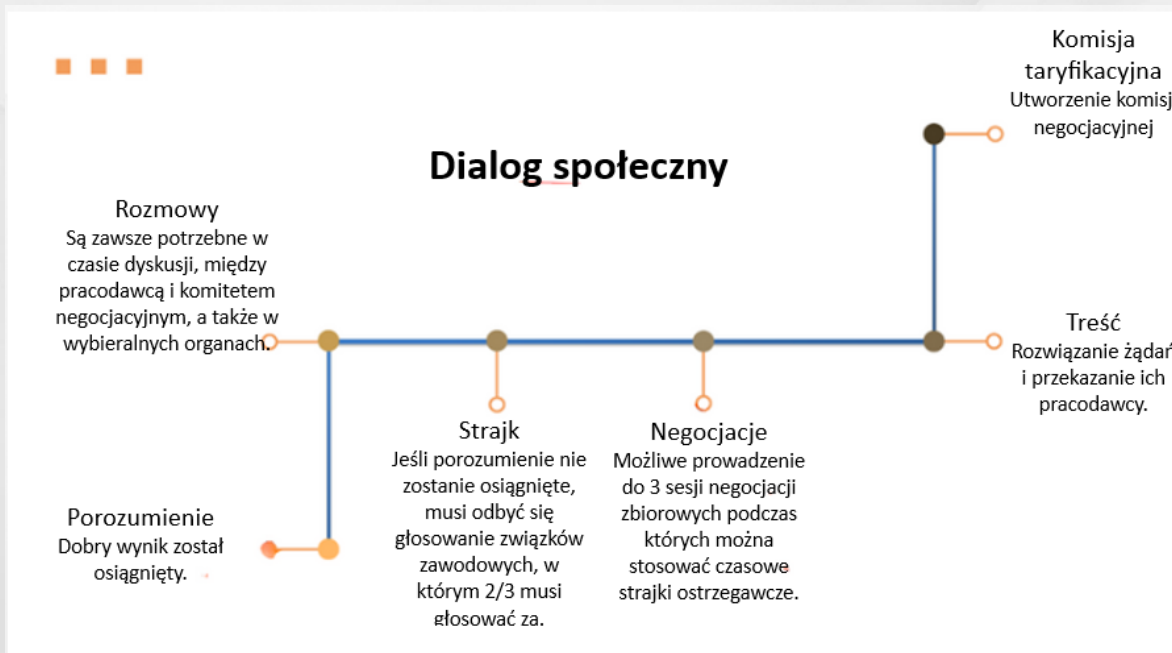 Komisja
taryfikacyjna
Utworzenie komisj
negocjacyjnej
Dialog społeczny
Rozmowy
Są zawsze potrzebne w
czasie dyskusji, między
pracodawcą i komitetem
negocjacyjnym, a także w
wybieralnych organach.
Treść
Rozwiązanie żądań
i przekazanie ich
pracodawcy.
Strajk
Jeśli porozumienie nie
zostanie osiągnięte,
musi odbyć się
głosowanie związków
zawodowych, w
którym 2/3 musi
głosować za.
Negocjacje
Możliwe prowadzenie
do 3 sesji negocjacji
zbiorowych podczas
których można
stosować czasowe
strajki ostrzegawcze.
Porozumienie
Dobry wynik został
osiągnięty.